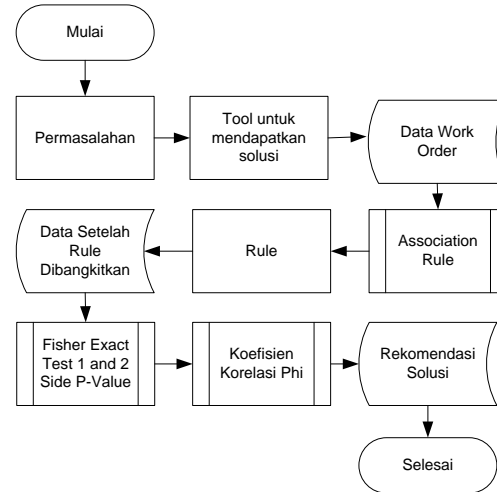 Mulai
Permasalahan
Tool untuk
mendapatkan
solusi
Data Work
Order
Association
Rule
Rule
Data Setelah
Rule
Dibangkitkan
Fisher Exact
Test 1 and 2
Side P-Value
Koefisien
Korelasi Phi
Rekomendasi
Solusi
Selesai